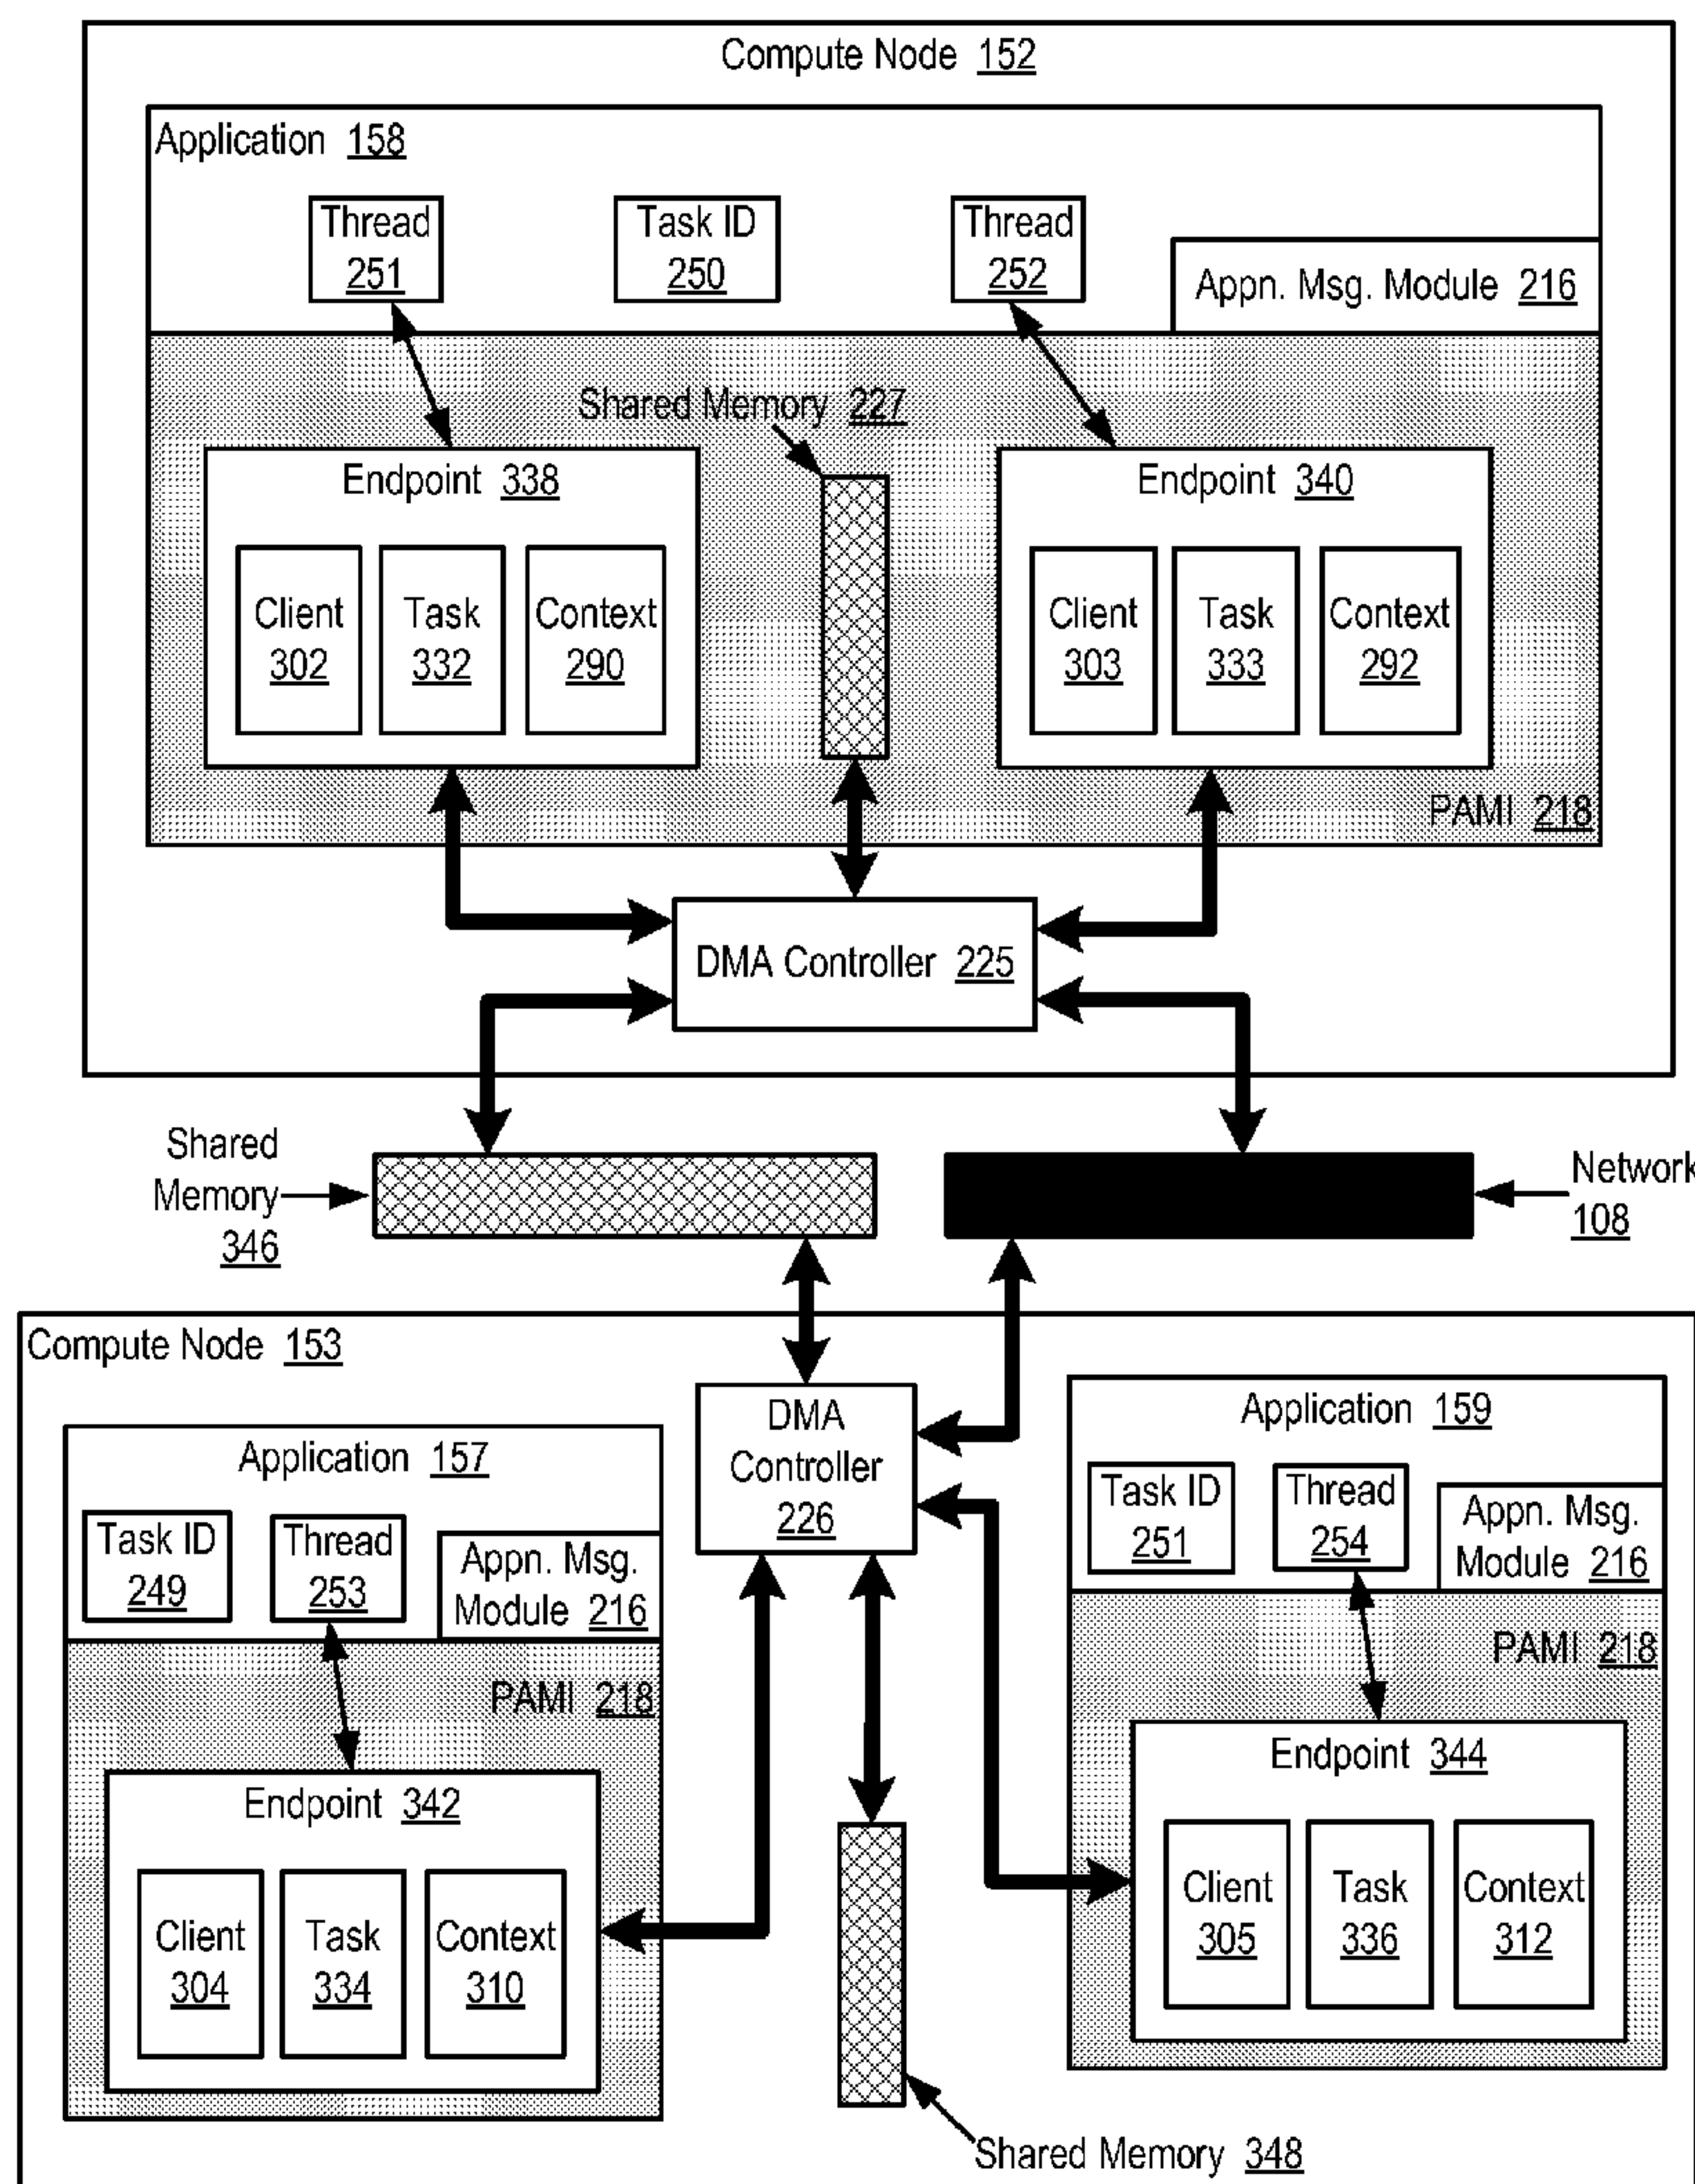 Compute Node 152
Application 158
Thread
251
Task ID
250
Thread
252
Appn. Msg. Module 216
Shared Memory 227
Endpoint 338
Client
302
Task
332
Context
290
Endpoint 340
Client
303
Task
333
Context
292
PAMI 218
DMA Controller 225
Shared
Memory
346
Network
108
Compute Node 153
DMA
Controller
226
Application 157
Task ID
249
Thread
253
Appn. Msg.
Module 216
PAMI 218
Endpoint 342
Client
304
Task
334
Context
310
Application 159
Task ID
251
Thread
254
Appn. Msg.
Module 216
PAMI 218
Endpoint 344
Client
305
Task
336
Context
312
Shared Memory 348